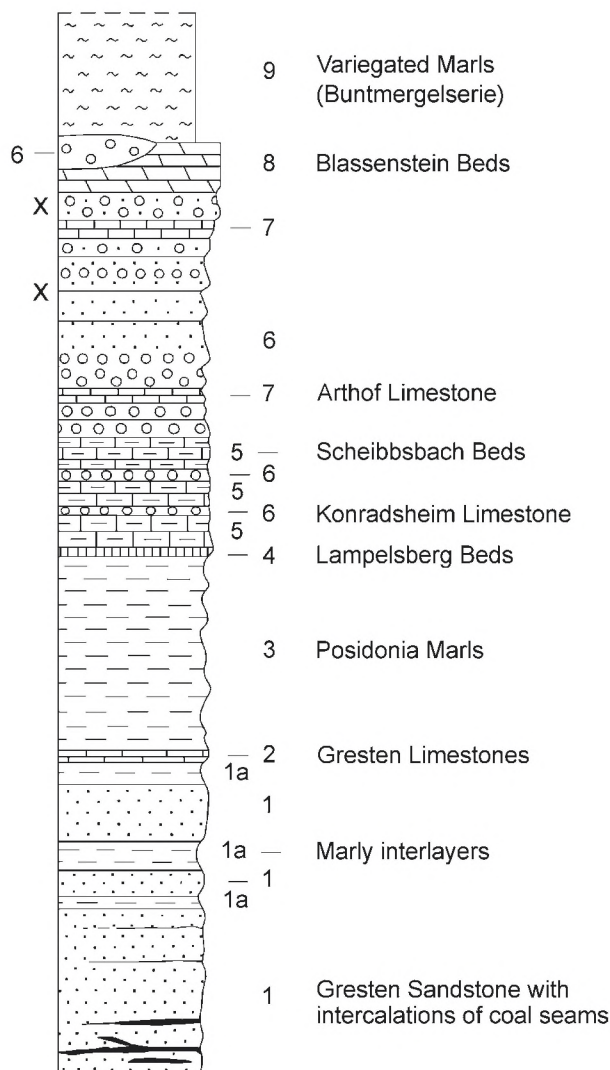 9 Variegated Marls
(Buntmergelserie)
6
8 Blassenstein Beds
X
7
X
6
7 Arthof Limestone
5 Scheibbsbach Beds
6
5
6 Konradsheim Limestone
5
4 Lampelsberg Beds
3 Posidonia Marls
2 Gresten Limestones
1a
1
1a Marly interlayers
1
1a
1 Gresten Sandstone with
intercalations of coal seams